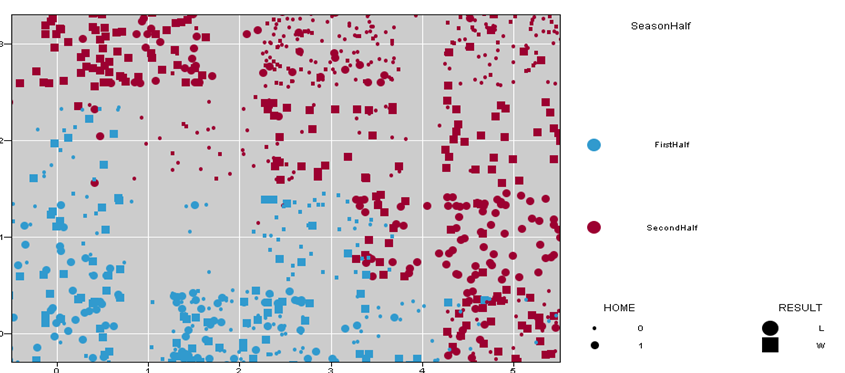 SeasonHalf
3
2
FirstHalf
1
SecondHalf
HOME
RESULT
0
L
1
W
0
0
1
2
3
4
5